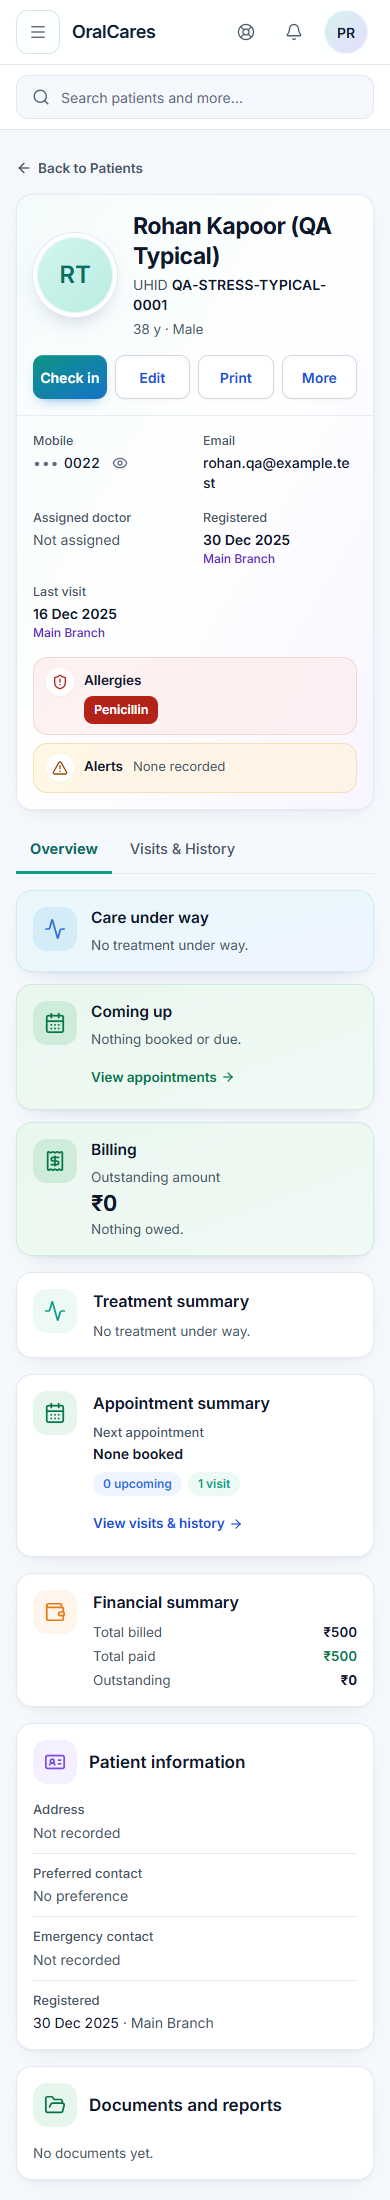 OralCares
PR
Search patients and more...
Back to Patients
RT
Rohan Kapoor (QA
Typical)
UHID QA-STRESS-TYPICAL-
0001
38 y · Male
Check in
Edit
Print
More
Mobile
••• 0022
Email
rohan.qa@example.te
st
Assigned doctor
Not assigned
Registered
30 Dec 2025
Main Branch
Last visit
16 Dec 2025
Main Branch
Allergies
Penicillin
Alerts None recorded
Overview
Visits & History
Care under way
No treatment under way.
Coming up
Nothing booked or due.
View appointments →
Billing
Outstanding amount
₹0
Nothing owed.
Treatment summary
No treatment under way.
Appointment summary
Next appointment
None booked
0 upcoming
1 visit
View visits & history →
Financial summary
Total billed ₹500
Total paid ₹500
Outstanding ₹0
Patient information
Address
Not recorded
Preferred contact
No preference
Emergency contact
Not recorded
Registered
30 Dec 2025 · Main Branch
Documents and reports
No documents yet.